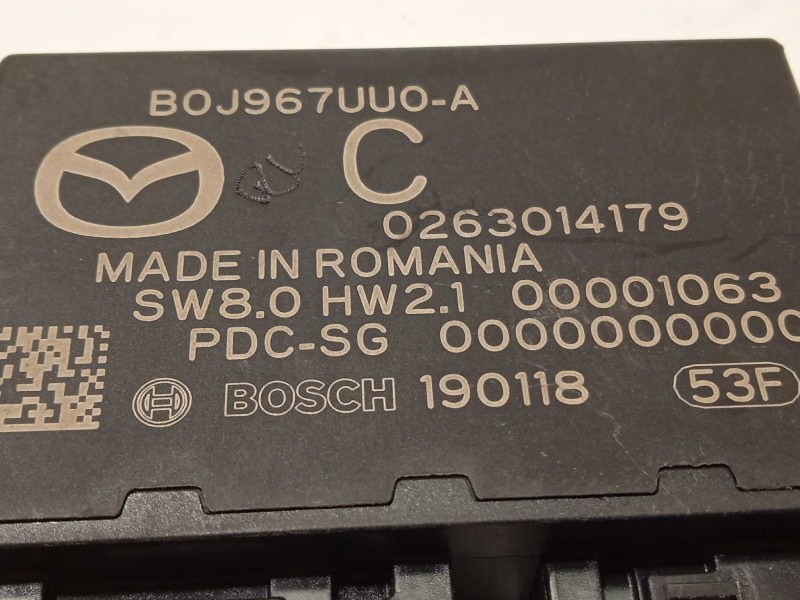 B0J967UU0-A
C
0263014179
MADE IN ROMANIA
SW8.0 HW2.1 00001063
PDC-SG 0000000000
BOSCH 190118 53F